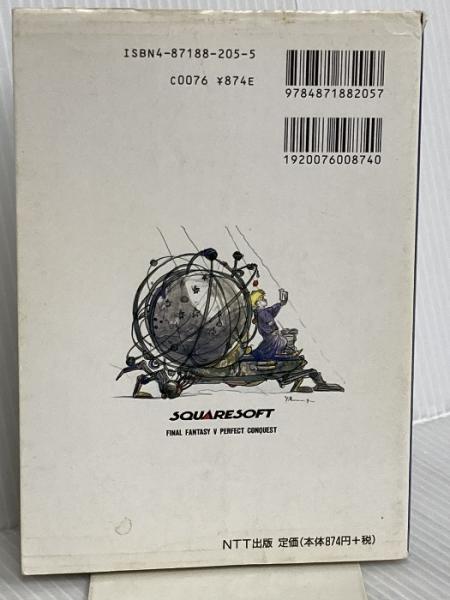 ISBN4-87188-205-5
C0076 ¥874E
9784871882057
1920076008740
SQUARESOFT
FINAL FANTASY V PERFECT CONQUEST
NTT出版 定価(本体874円+税)